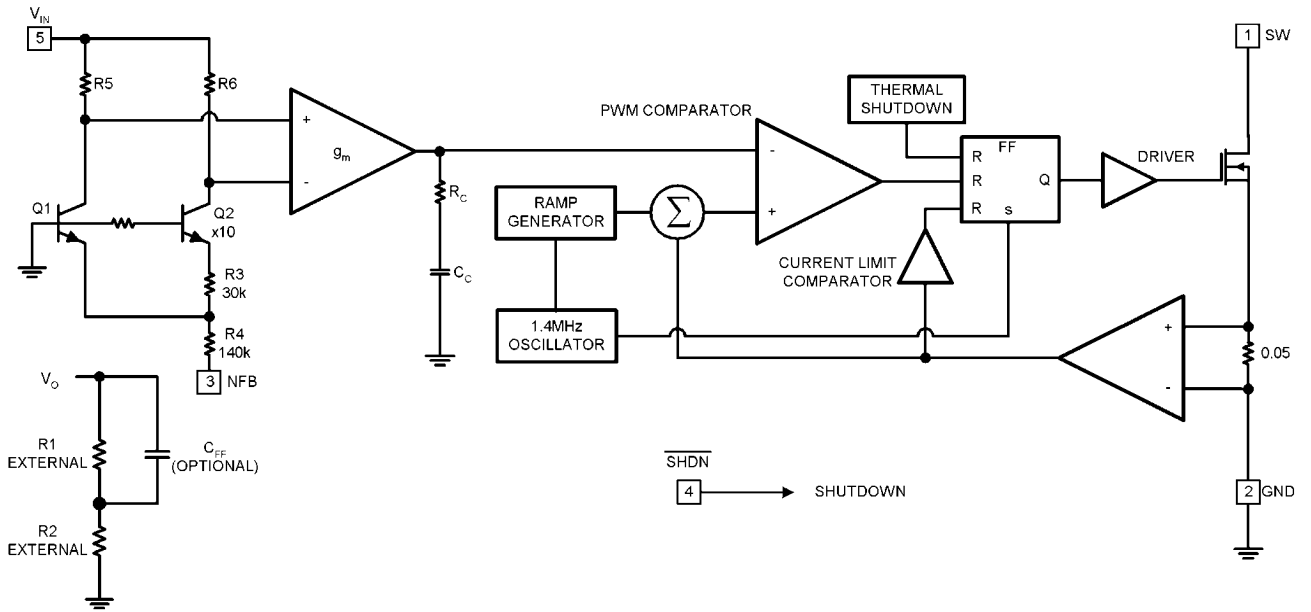 V_IN
5
R5
R6
+
g_m
-
Q1
Q2
x10
R3
30k
R4
140k
3 NFB
R_C
C_C
V_O
R1
EXTERNAL
C_FF
(OPTIONAL)
R2
EXTERNAL
PWM COMPARATOR
-
+
RAMP
GENERATOR
Σ
1.4MHz
OSCILLATOR
THERMAL
SHUTDOWN
FF
R
R
Q
R
s
CURRENT LIMIT
COMPARATOR
DRIVER
1 SW
+
0.05
-
SHDN
4
SHUTDOWN
2 GND